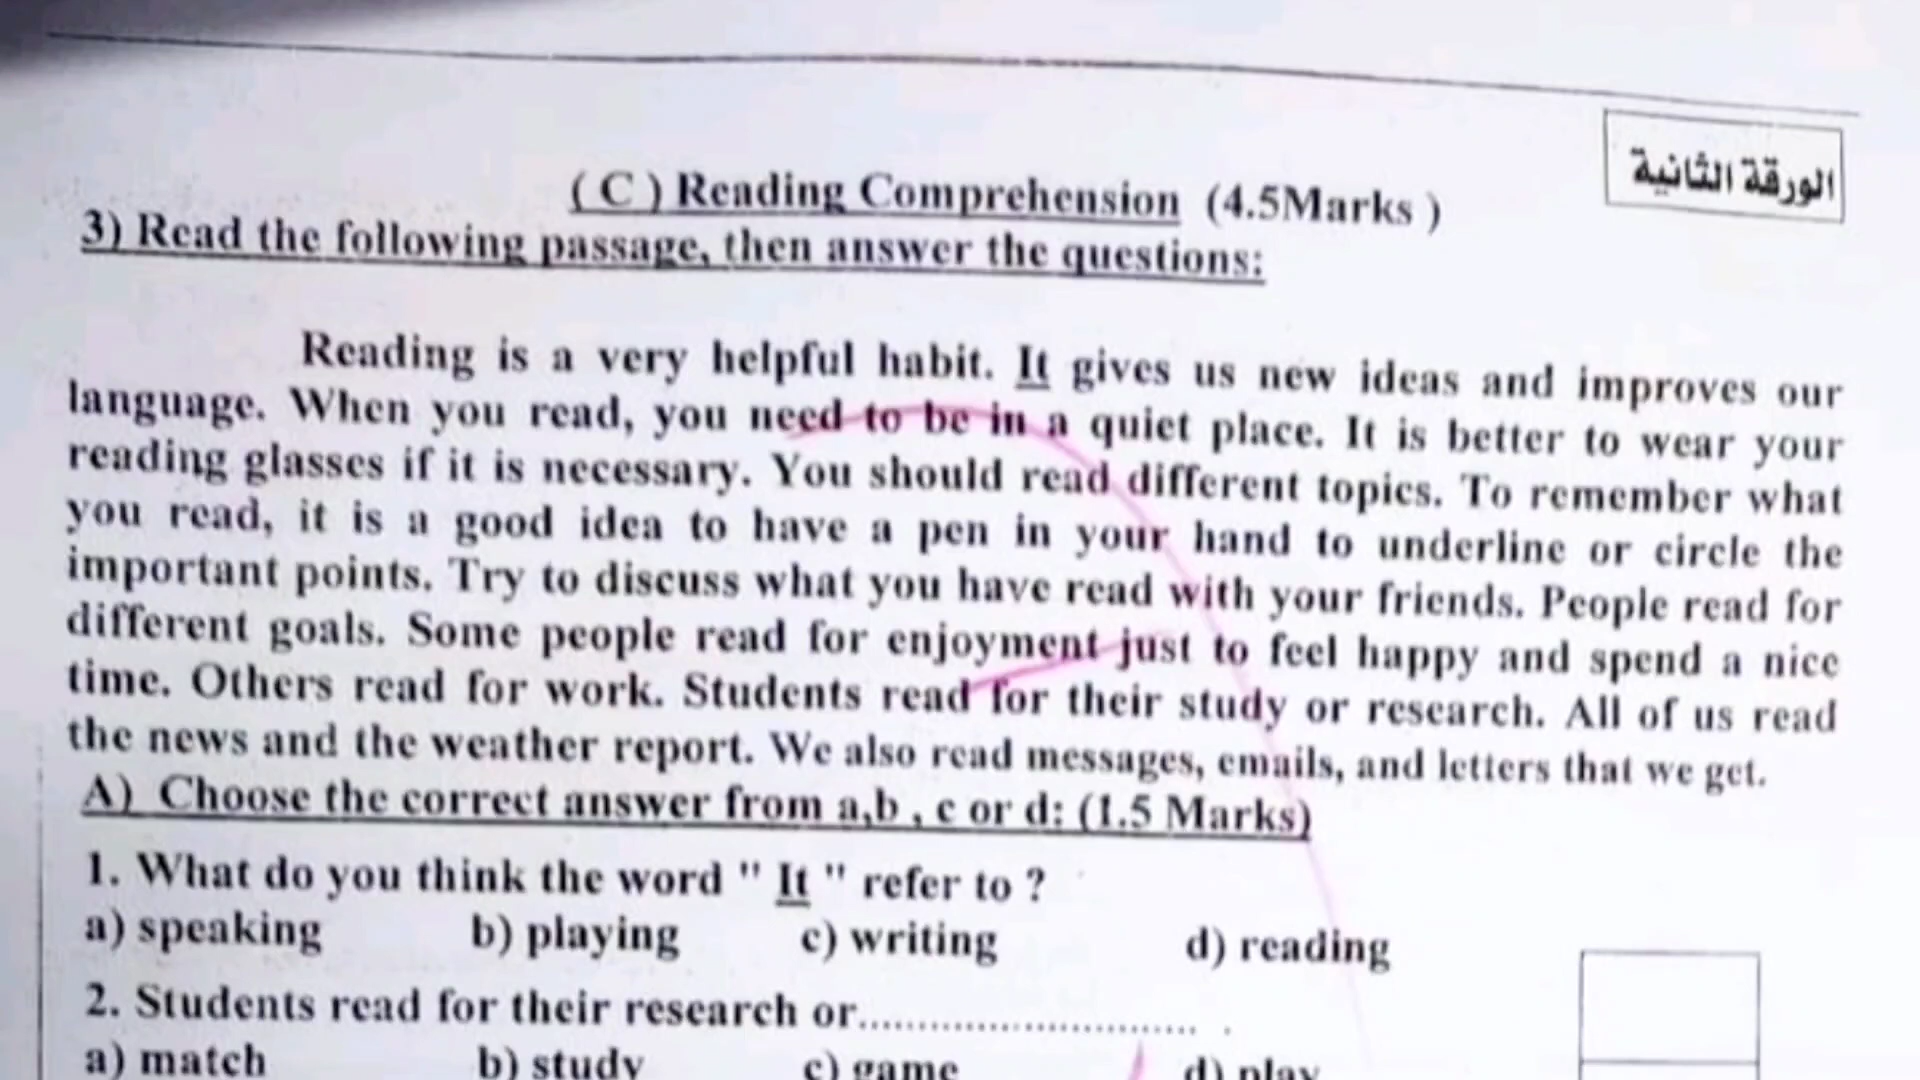 الورقة الثانية
( C ) Reading Comprehension (4.5Marks )
3) Read the following passage, then answer the questions:
Reading is a very helpful habit. It gives us new ideas and improves our
language. When you read, you need to be in a quiet place. It is better to wear your
reading glasses if it is necessary. You should read different topics. To remember what
you read, it is a good idea to have a pen in your hand to underline or circle the
important points. Try to discuss what you have read with your friends. People read for
different goals. Some people read for enjoyment just to feel happy and spend a nice
time. Others read for work. Students read for their study or research. All of us read
the news and the weather report. We also read messages, emails, and letters that we get.
A) Choose the correct answer from a,b , c or d: (1.5 Marks)
1. What do you think the word " It " refer to ?
a) speaking b) playing c) writing d) reading
2. Students read for their research or.............................. .
a) match b) study c) game d) play